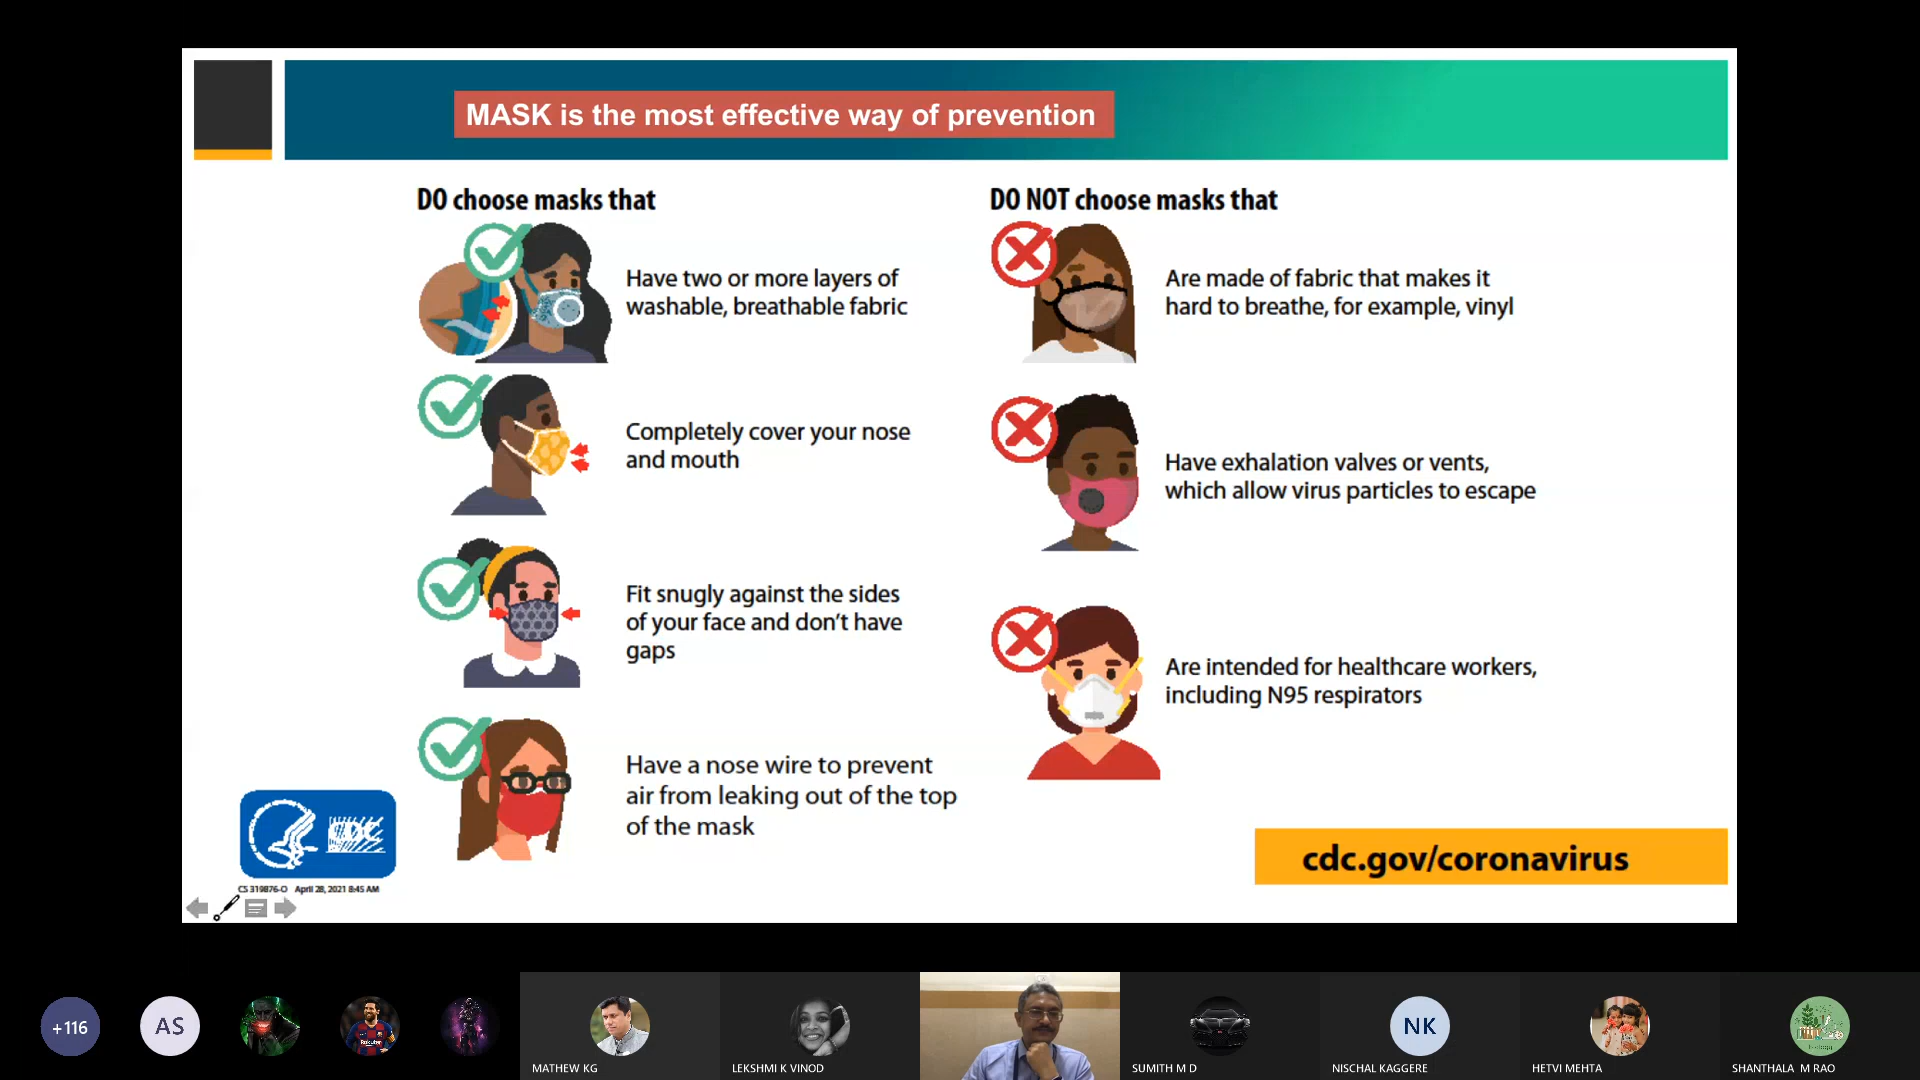 MASK is the most effective way of prevention
DO choose masks that
Have two or more layers of
washable, breathable fabric
Completely cover your nose
and mouth
Fit snugly against the sides
of your face and don’t have
gaps
Have a nose wire to prevent
air from leaking out of the top
of the mask
DO NOT choose masks that
Are made of fabric that makes it
hard to breathe, for example, vinyl
Have exhalation valves or vents,
which allow virus particles to escape
Are intended for healthcare workers,
including N95 respirators
CDC
CS 319876-O April 28, 2021 8:45 AM
cdc.gov/coronavirus
+116
AS
Rakuten
MATHEW KG
LEKSHMI K VINOD
SUMITH M D
NK
NISCHAL KAGGERE
HETVI MEHTA
SHANTHALA M RAO